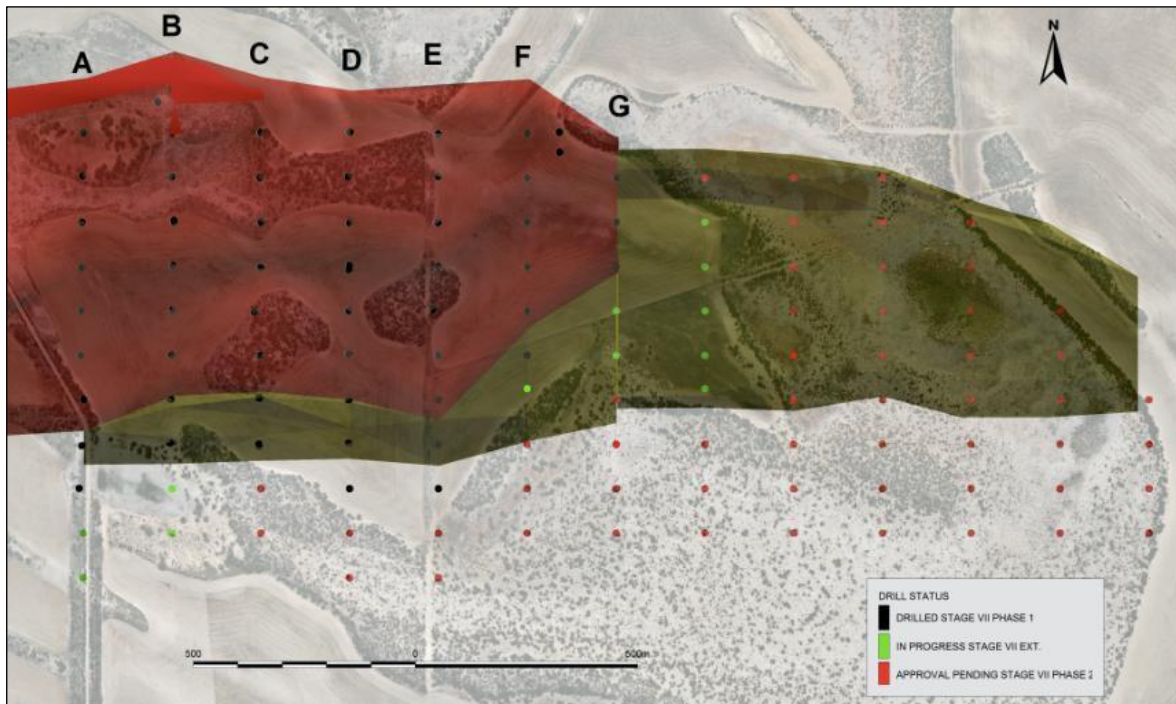 A
B
C
D
E
F
G
N
500
0
500m
DRILL STATUS
DRILLED STAGE VII PHASE 1
IN PROGRESS STAGE VII EXT.
APPROVAL PENDING STAGE VII PHASE 2